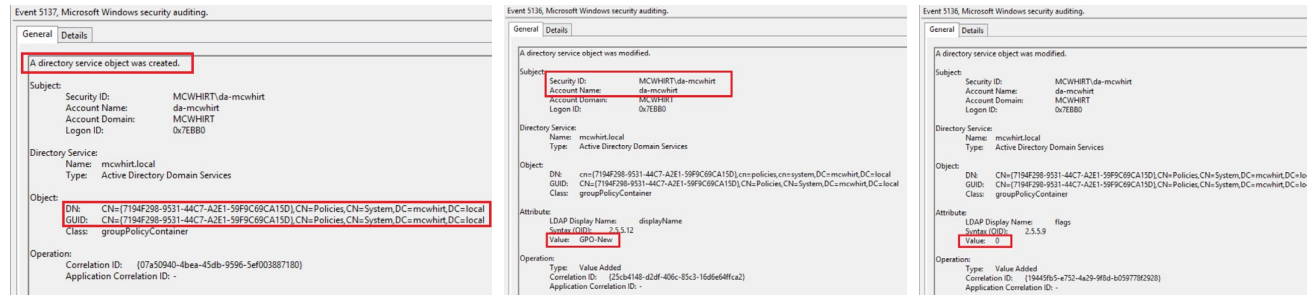 Event 5137, Microsoft Windows security auditing.
General Details
A directory service object was created.
Subject:
Security ID: MCWHIRT\da-mcwhirt
Account Name: da-mcwhirt
Account Domain: MCWHIRT
Logon ID: 0x7EBB0
Directory Service:
Name: mcwhirt.local
Type: Active Directory Domain Services
Object:
DN: CN={7194F298-9531-44C7-A2E1-59F9C69CA15D},CN=Policies,CN=System,DC=mcwhirt,DC=local
GUID: CN={7194F298-9531-44C7-A2E1-59F9C69CA15D},CN=Policies,CN=System,DC=mcwhirt,DC=local
Class: groupPolicyContainer
Operation:
Correlation ID: {07a50940-4bea-45db-9596-5ef003887180}
Application Correlation ID: -
Event 5136, Microsoft Windows security auditing.
General Details
A directory service object was modified.
Subject:
Security ID: MCWHIRT\da-mcwhirt
Account Name: da-mcwhirt
Account Domain: MCWHIRT
Logon ID: 0x7EBB0
Directory Service:
Name: mcwhirt.local
Type: Active Directory Domain Services
Object:
DN: cn={7194F298-9531-44C7-A2E1-59F9C69CA15D},cn=policies,cn=system,DC=mcwhirt,DC=local
GUID: CN={7194F298-9531-44C7-A2E1-59F9C69CA15D},CN=Policies,CN=System,DC=mcwhirt,DC=local
Class: groupPolicyContainer
Attribute:
LDAP Display Name: displayName
Syntax (OID): 2.5.5.12
Value: GPO-New
Operation:
Type: Value Added
Correlation ID: {25cb4148-d2df-406c-85c3-16d6e64ffca2}
Application Correlation ID: -
Event 5136, Microsoft Windows security auditing.
General Details
A directory service object was modified.
Subject:
Security ID: MCWHIRT\da-mcwhirt
Account Name: da-mcwhirt
Account Domain: MCWHIRT
Logon ID: 0x7EBB0
Directory Service:
Name: mcwhirt.local
Type: Active Directory Domain Services
Object:
DN: CN={7194F298-9531-44C7-A2E1-59F9C69CA15D},CN=Policies,CN=System,DC=mcwhirt,DC=lo
GUID: CN={7194F298-9531-44C7-A2E1-59F9C69CA15D},CN=Policies,CN=System,DC=mcwhirt,DC=
Class: groupPolicyContainer
Attribute:
LDAP Display Name: flags
Syntax (OID): 2.5.5.9
Value: 0
Operation:
Type: Value Added
Correlation ID: {19445fb5-e752-4a29-9f8d-b059778f2928}
Application Correlation ID: -